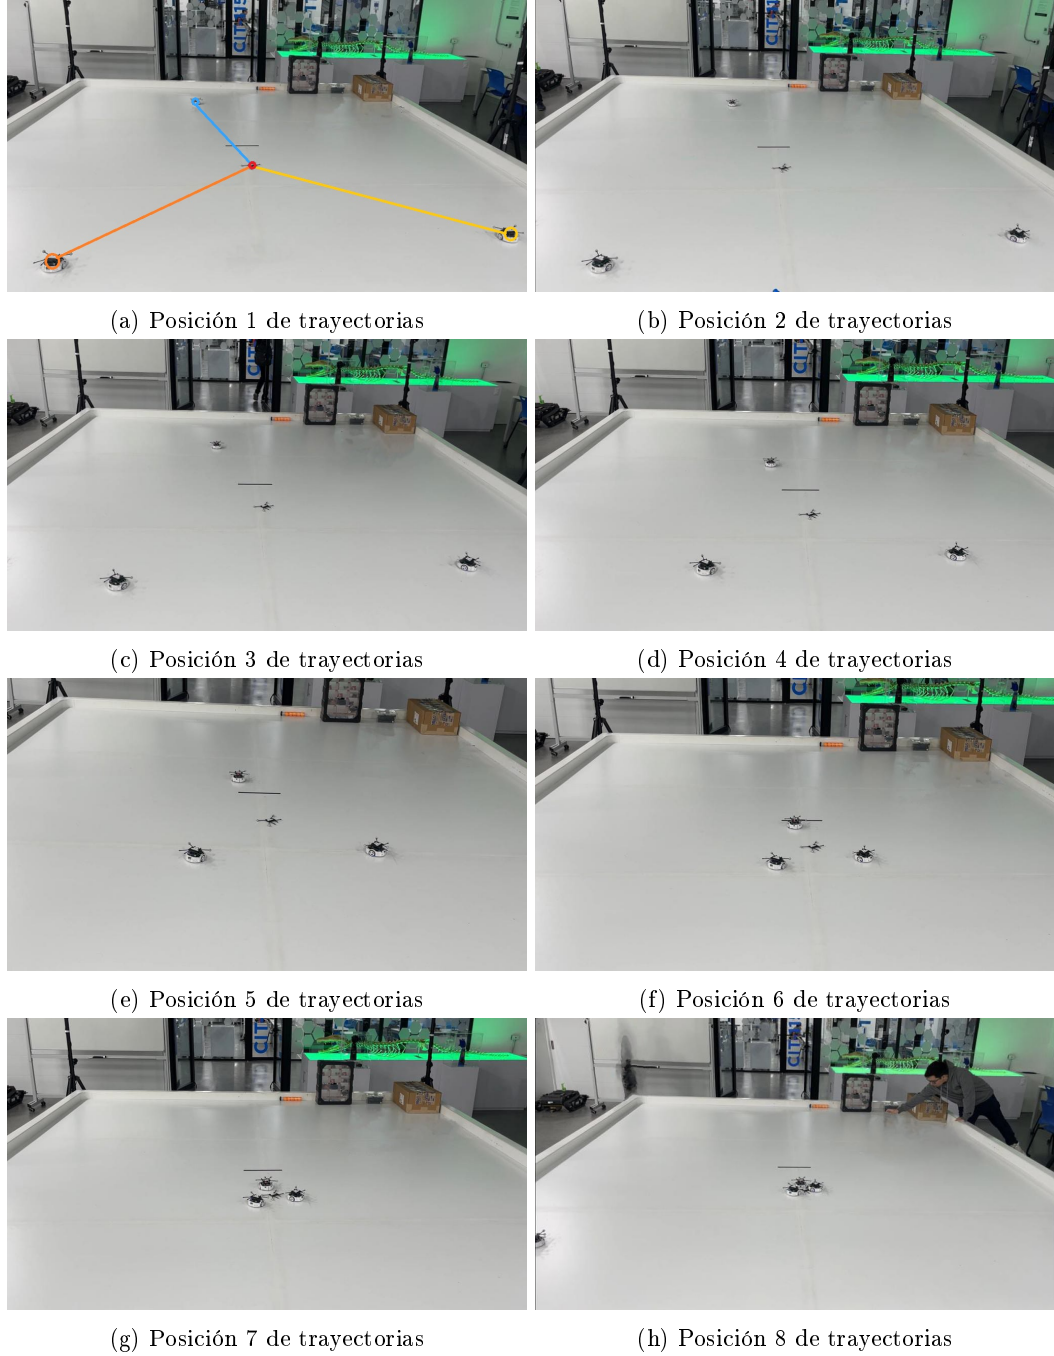 CITNIS
(a) Posición 1 de trayectorias
(b) Posición 2 de trayectorias
(c) Posición 3 de trayectorias
(d) Posición 4 de trayectorias
(e) Posición 5 de trayectorias
(f) Posición 6 de trayectorias
(g) Posición 7 de trayectorias
(h) Posición 8 de trayectorias